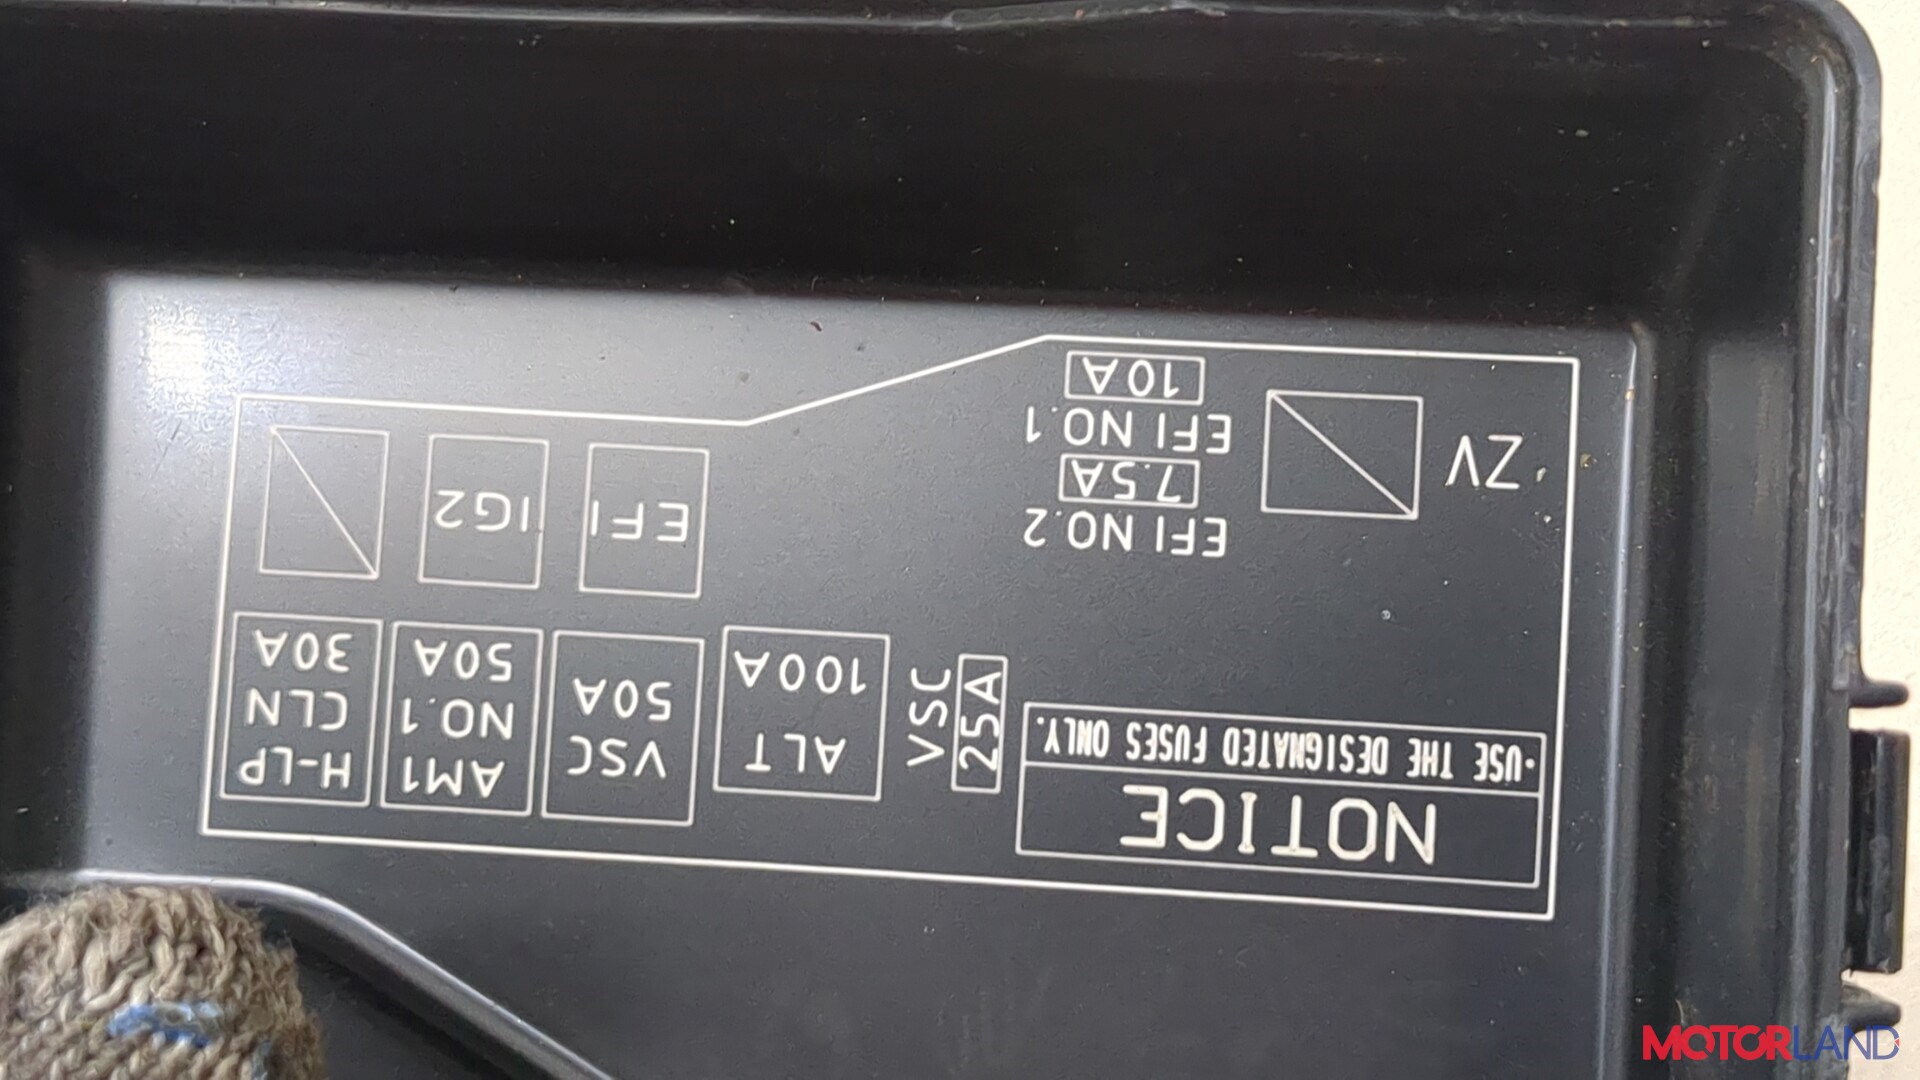 NOTICE
·USE THE DESIGNATED FUSES ONLY.
VSC
25A
ALT
100A
VSC
50A
AM1
NO.1
50A
H-LP
CLN
30A
ZV
EFI NO.2
7.5A
EFI NO.1
10A
EFI
IG2
MOTORLAND